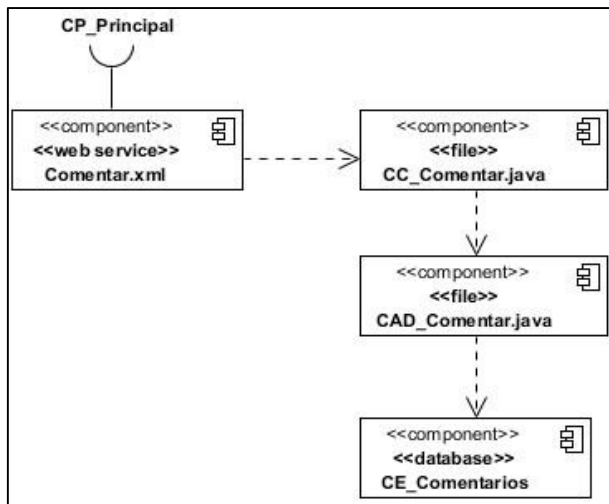 CP_Principal
<<component>>
<<web service>>
Comentar.xml
<<component>>
<<file>>
CC_Comentar.java
<<component>>
<<file>>
CAD_Comentar.java
<<component>>
<<database>>
CE_Comentarios